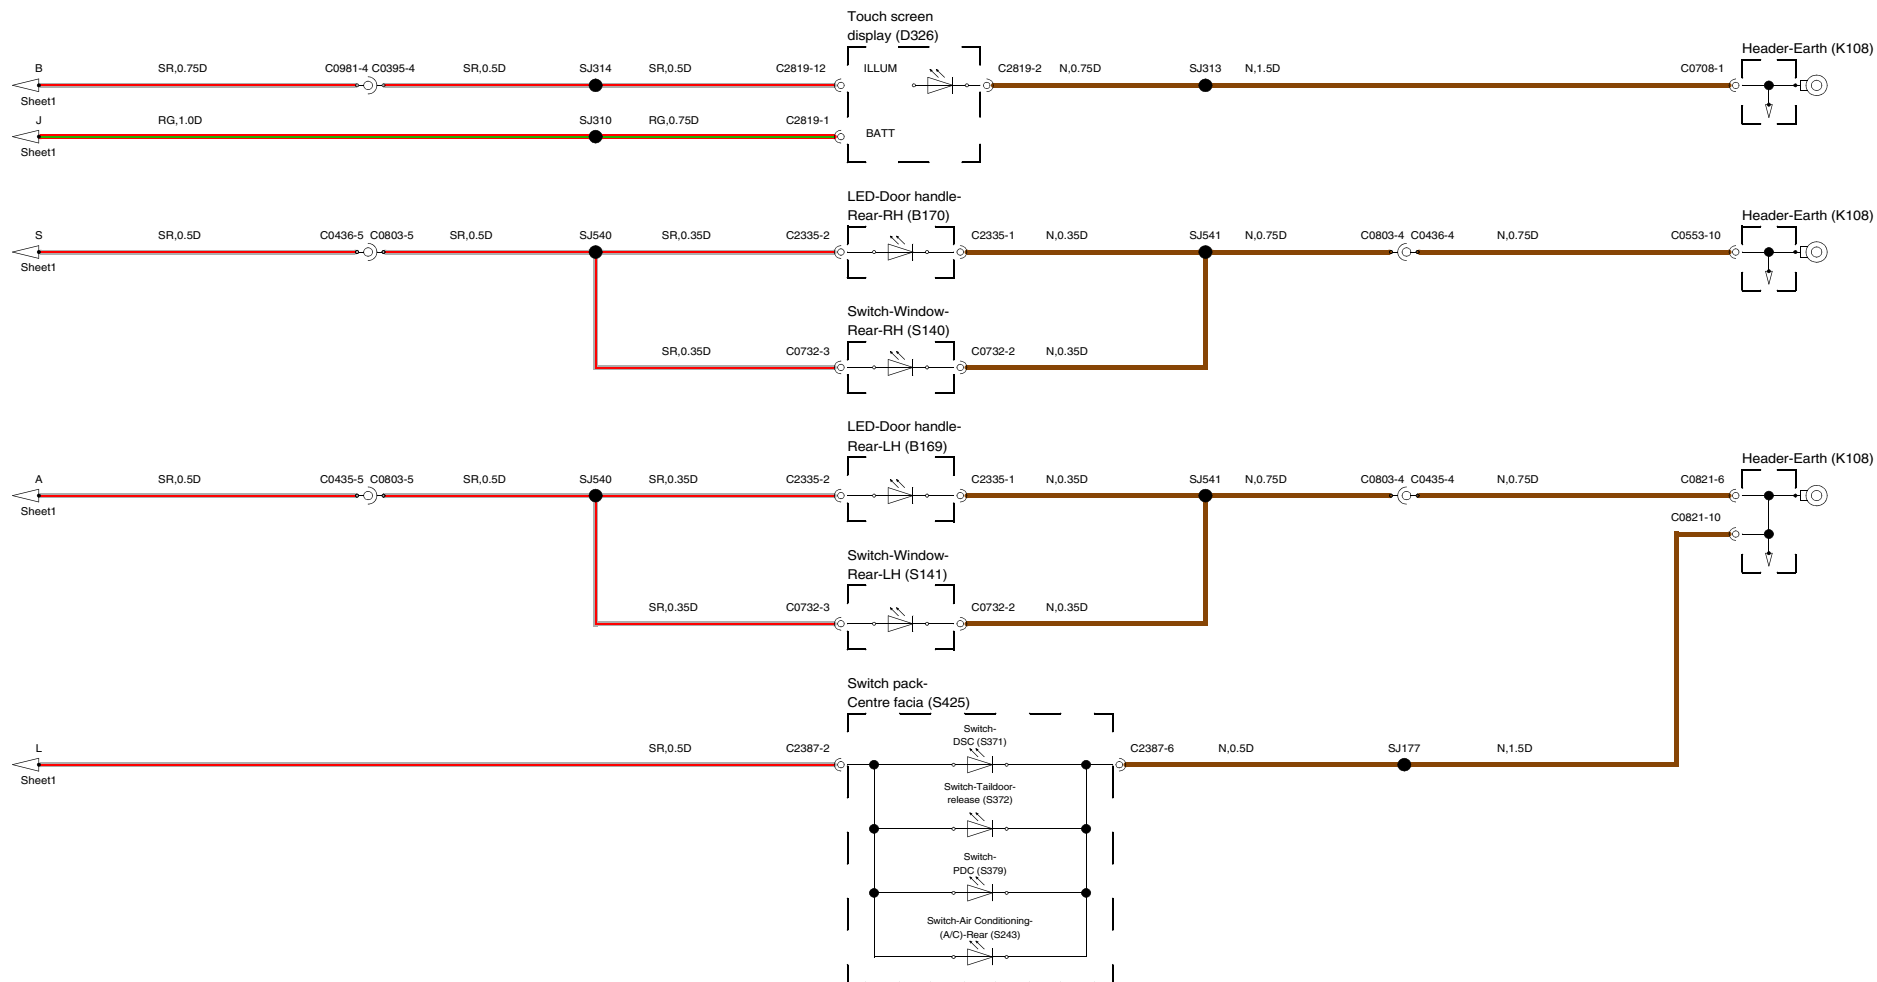 Touch screen
display (D326)
Header-Earth (K108)
B
SR,0.75D
C0981-4 C0395-4
SR,0.5D
SJ314
SR,0.5D
C2819-12
ILLUM
C2819-2
N,0.75D
SJ313
N,1.5D
C0708-1
Sheet1
J
RG,1.0D
SJ310
RG,0.75D
C2819-1
BATT
Sheet1
LED-Door handle-
Rear-RH (B170)
Header-Earth (K108)
S
SR,0.5D
C0436-5 C0803-5
SR,0.5D
SJ540
SR,0.35D
C2335-2
C2335-1
N,0.35D
SJ541
N,0.75D
C0803-4 C0436-4
N,0.75D
C0553-10
Sheet1
Switch-Window-
Rear-RH (S140)
SR,0.35D
C0732-3
C0732-2
N,0.35D
LED-Door handle-
Rear-LH (B169)
Header-Earth (K108)
A
SR,0.5D
C0435-5 C0803-5
SR,0.5D
SJ540
SR,0.35D
C2335-2
C2335-1
N,0.35D
SJ541
N,0.75D
C0803-4 C0435-4
N,0.75D
C0821-6
Sheet1
C0821-10
Switch-Window-
Rear-LH (S141)
SR,0.35D
C0732-3
C0732-2
N,0.35D
Switch pack-
Centre facia (S425)
L
SR,0.5D
C2387-2
Switch-
DSC (S371)
C2387-6
N,0.5D
SJ177
N,1.5D
Sheet1
Switch-Taildoor-
release (S372)
Switch-
PDC (S379)
Switch-Air Conditioning-
(A/C)-Rear (S243)